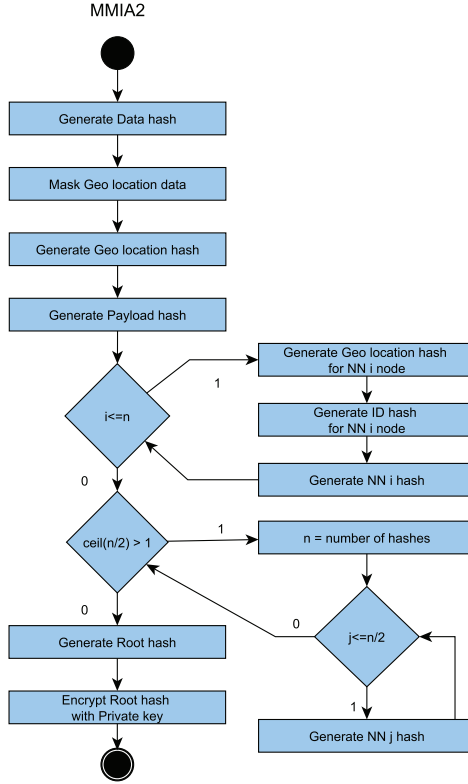 MMIA2
Generate Data hash
Mask Geo location data
Generate Geo location hash
Generate Payload hash
i<=n
1
Generate Geo location hash
for NN i node
Generate ID hash
for NN i node
Generate NN i hash
0
ceil(n/2) > 1
1
n = number of hashes
j<=n/2
0
1
Generate NN j hash
0
Generate Root hash
Encrypt Root hash
with Private key